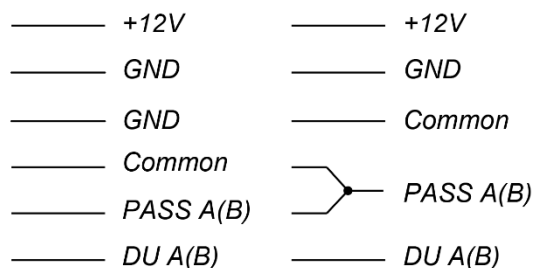 +12V
GND
GND
Common
PASS A(B)
DU A(B)
+12V
GND
Common
PASS A(B)
DU A(B)